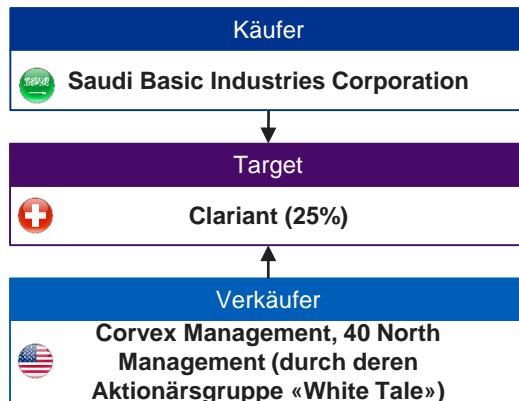 Käufer
Saudi Basic Industries Corporation
Target
Clariant (25%)
Verkäufer
Corvex Management, 40 North
Management (durch deren
Aktionärsgruppe «White Tale»)